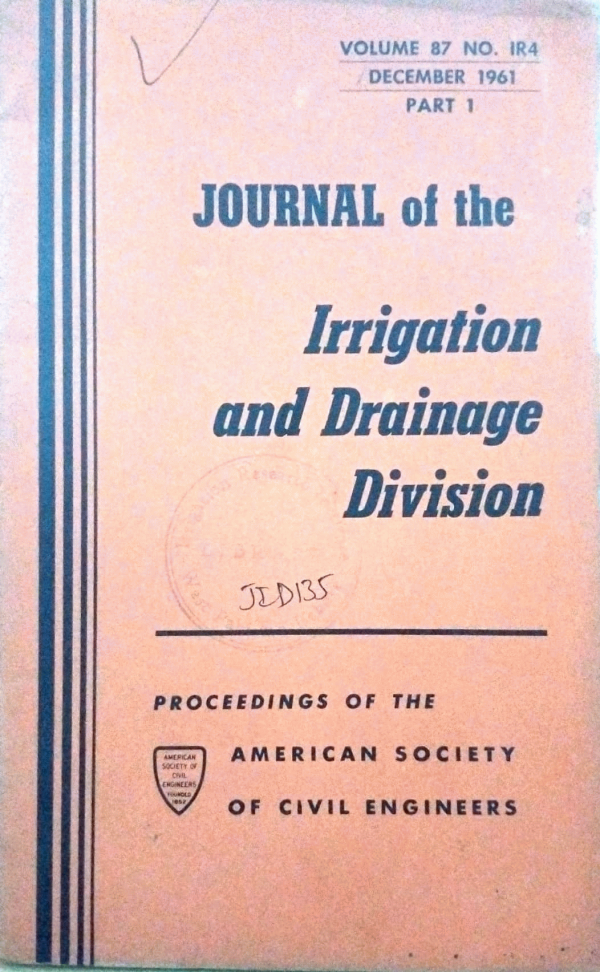 VOLUME 87 NO. IR4
DECEMBER 1961
PART 1
JOURNAL of the
Irrigation
and Drainage
Division
JID135
PROCEEDINGS OF THE
AMERICAN SOCIETY
OF CIVIL ENGINEERS
AMERICAN
SOCIETY OF
CIVIL
ENGINEERS
FOUNDED
1852